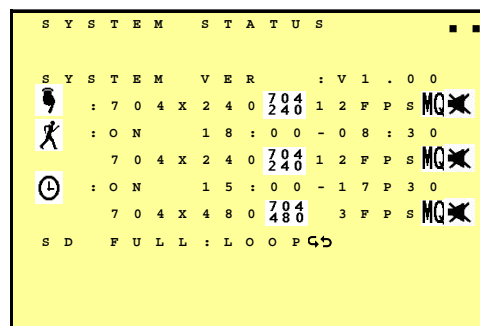 SYSTEM STATUS
SYSTEM VER :V1.00
:704X240 704 240 12FPS MQ
:ON 18:00-08:30
704X240 704 240 12FPS MQ
:ON 15:00-17P30
704X480 704 480 3FPS MQ
SD FULL:LOOP